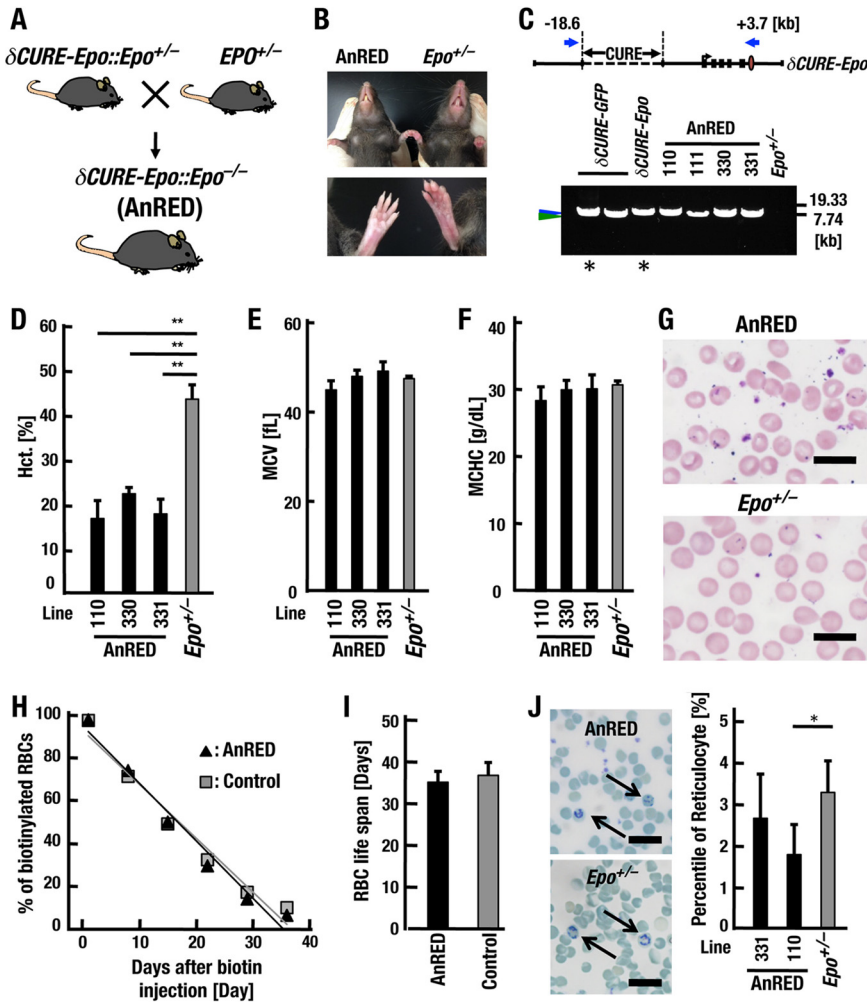 A
δCURE-Epo::Epo+/–
EPO+/–
δCURE-Epo::Epo–/–
(AnRED)
B
AnRED
Epo+/–
C
-18.6
+3.7 [kb]
CURE
δCURE-Epo
δCURE-GFP
δCURE-Epo
AnRED
110
111
330
331
Epo+/–
19.33
7.74
[kb]
*
*
D
Hct. [%]
60
50
40
30
20
10
0
**
**
**
Line
110
330
331
AnRED
Epo+/–
E
MCV [fL]
60
40
20
0
110
330
331
AnRED
Epo+/–
F
MCHC [g/dL]
40
30
20
10
0
110
330
331
AnRED
Epo+/–
G
AnRED
Epo+/–
H
% of biotinylated RBCs
100
80
60
40
20
0
: AnRED
: Control
0
10
20
30
40
Days after biotin
injection [Day]
I
RBC life span [Days]
50
40
30
20
10
0
AnRED
Control
J
AnRED
Epo+/–
Percentile of Reticulocyte [%]
5
4
3
2
1
0
*
Line
331
110
AnRED
Epo+/–